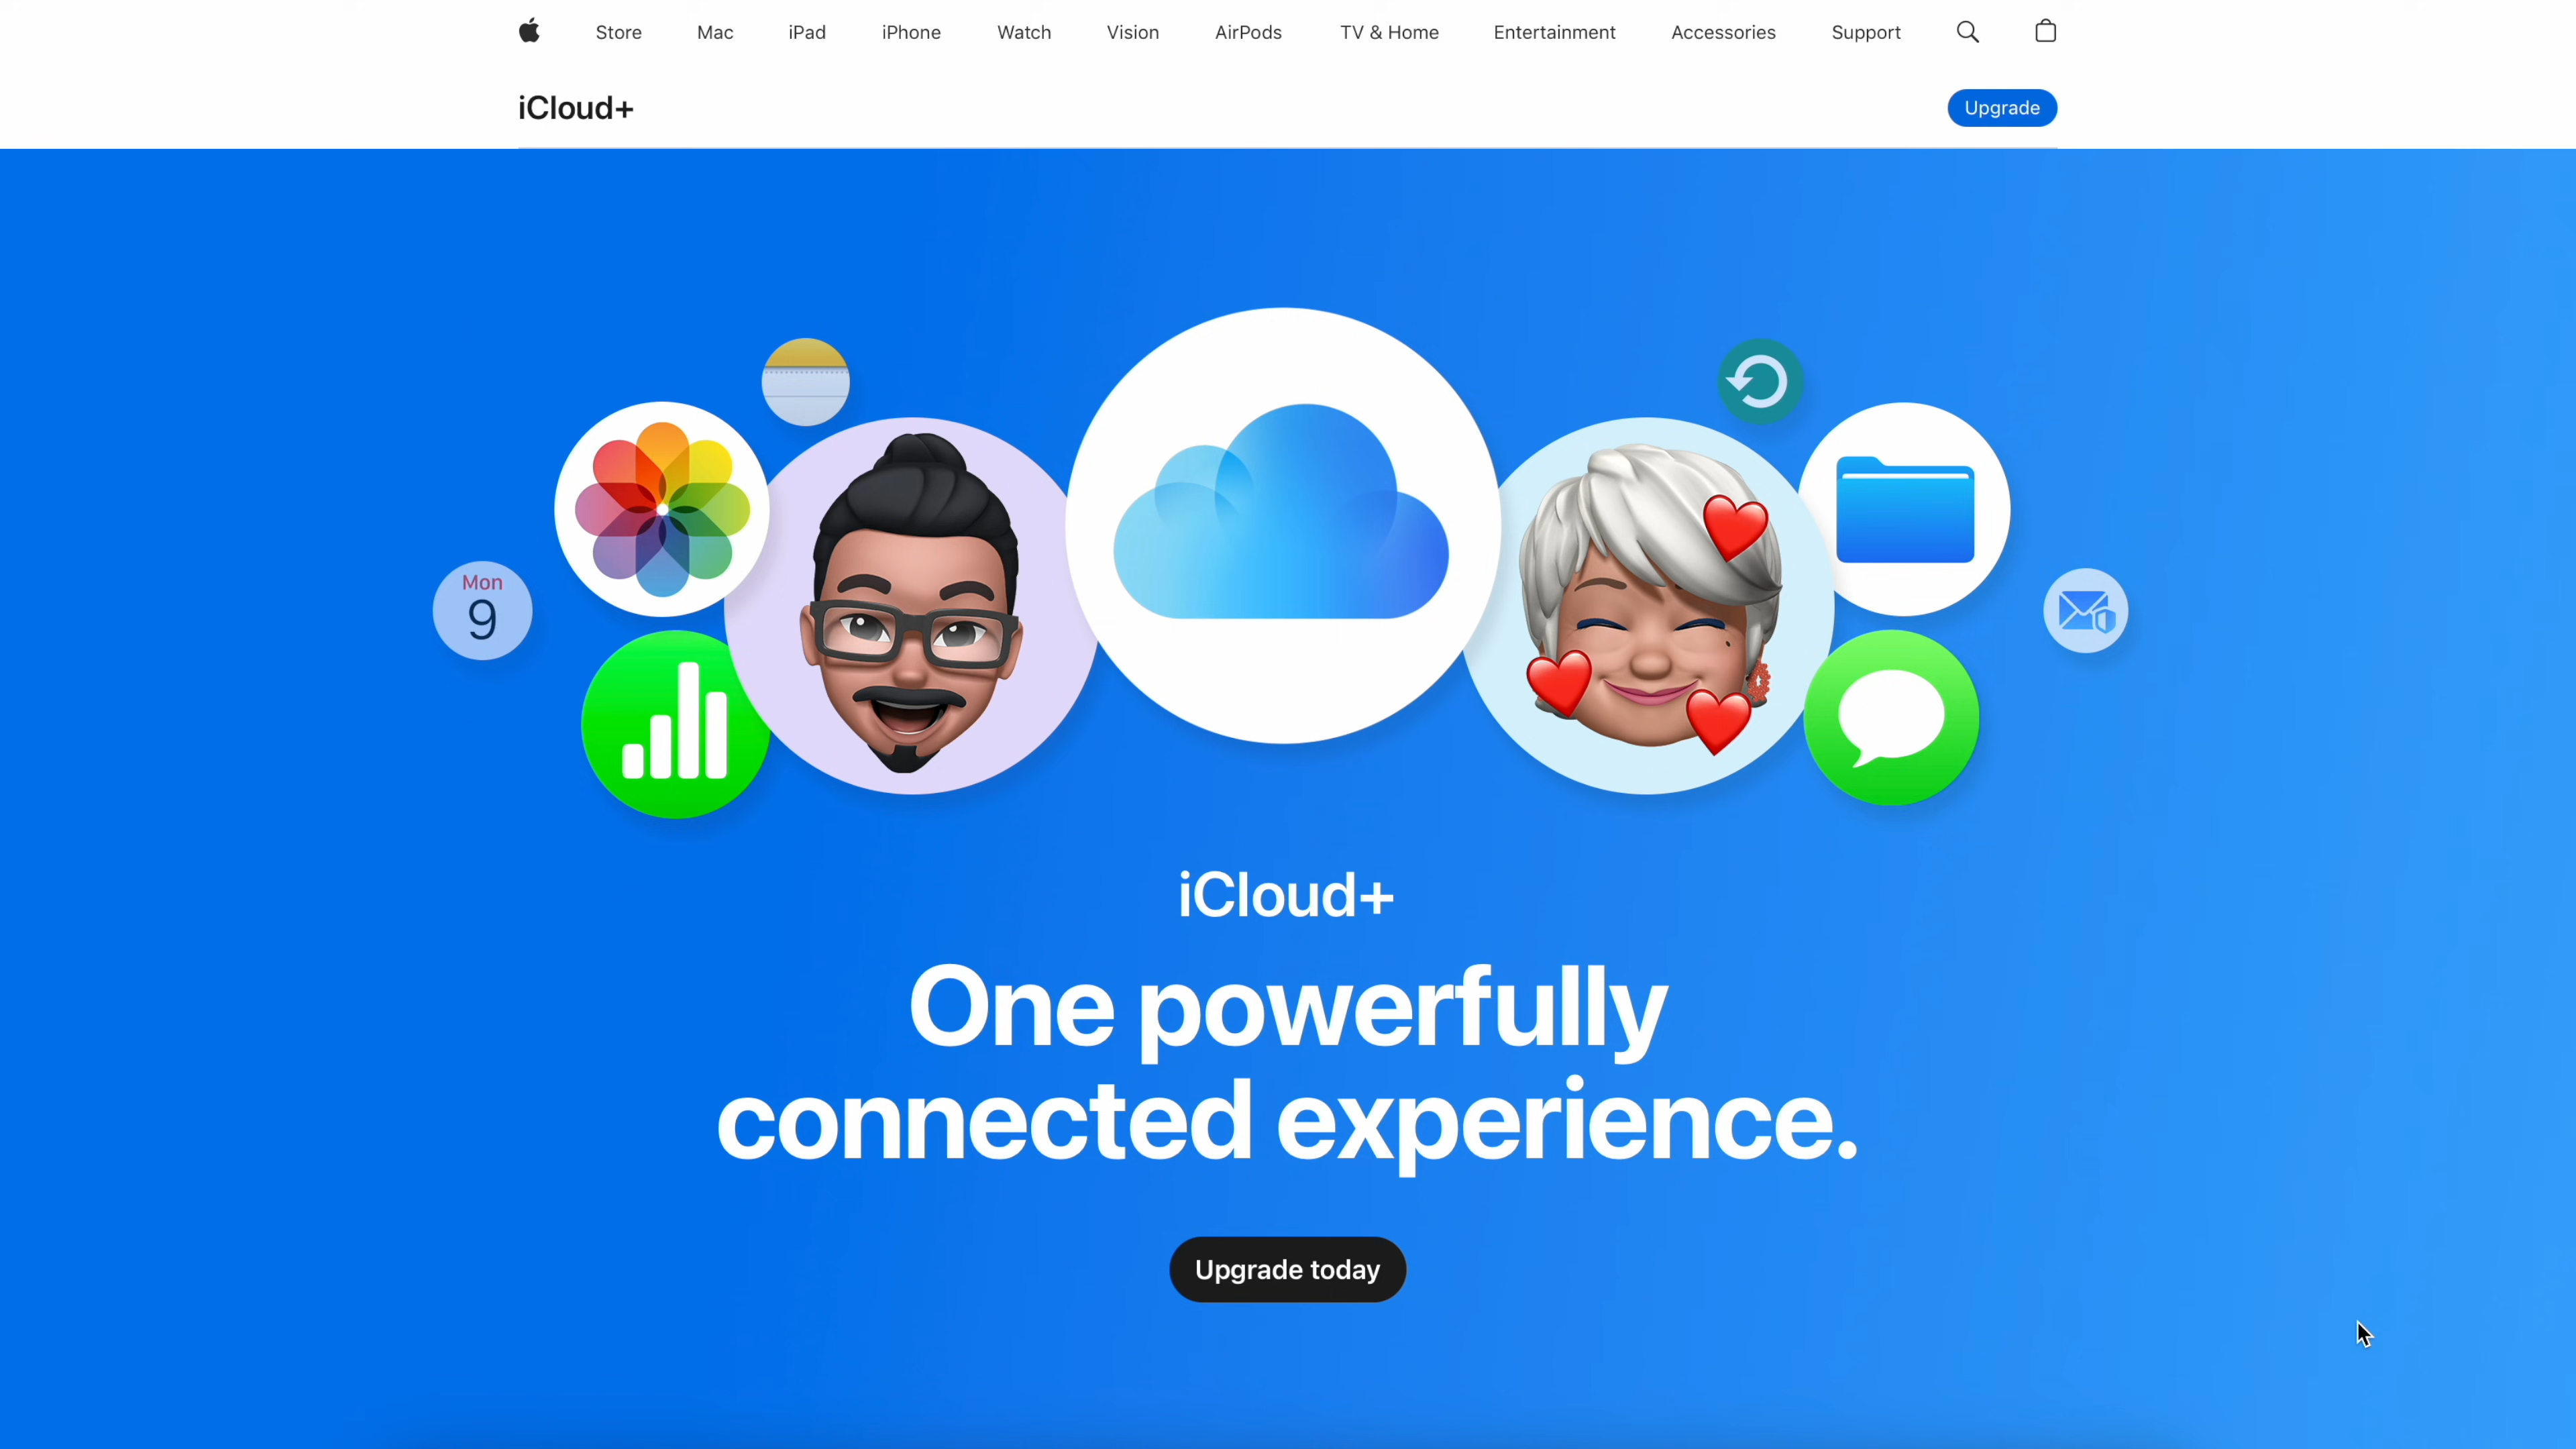 Store Mac iPad iPhone Watch Vision AirPods TV & Home Entertainment Accessories Support
iCloud+ Upgrade
Mon
9
iCloud+
One powerfully
connected experience.
Upgrade today